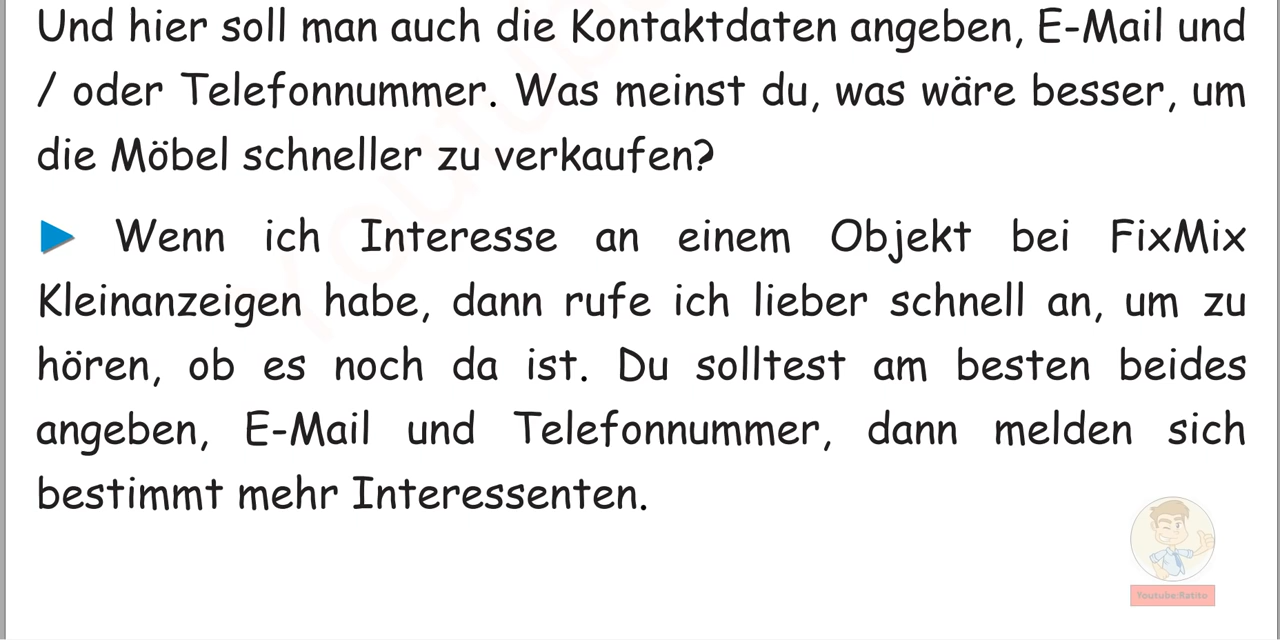 Und hier soll man auch die Kontaktdaten angeben, E-Mail und
/ oder Telefonnummer. Was meinst du, was wäre besser, um
die Möbel schneller zu verkaufen?
► Wenn ich Interesse an einem Objekt bei FixMix
Kleinanzeigen habe, dann rufe ich lieber schnell an, um zu
hören, ob es noch da ist. Du solltest am besten beides
angeben, E-Mail und Telefonnummer, dann melden sich
bestimmt mehr Interessenten.
Youtube:Ratito